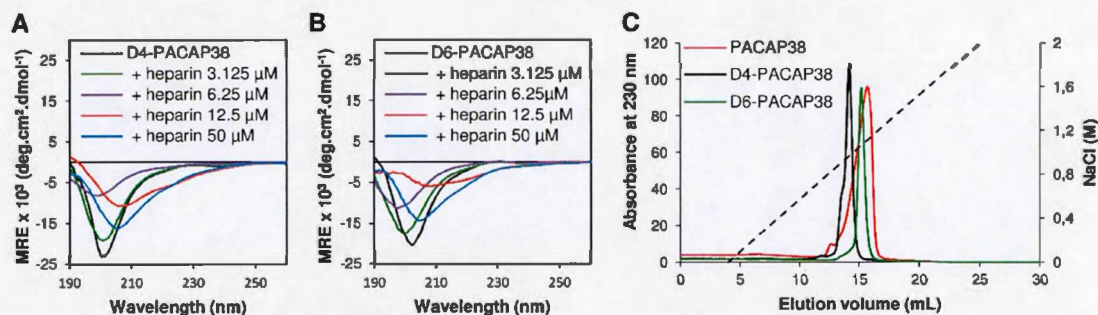 A
MRE x 10³ (deg.cm².dmol⁻¹)
25
15
5
-5
-15
-25
D4-PACAP38
+ heparin 3.125 µM
+ heparin 6.25 µM
+ heparin 12.5 µM
+ heparin 50 µM
190 210 230 250
Wavelength (nm)
B
MRE x 10³ (deg.cm².dmol⁻¹)
25
15
5
-5
-15
-25
D6-PACAP38
+ heparin 3.125 µM
+ heparin 6.25µM
+ heparin 12.5 µM
+ heparin 50 µM
190 210 230 250
Wavelength (nm)
C
Absorbance at 230 nm
120
100
80
60
40
20
0
PACAP38
D4-PACAP38
D6-PACAP38
2
1,6
1,2
0,8
0,4
0
NaCl (M)
0 5 10 15 20 25 30
Elution volume (mL)